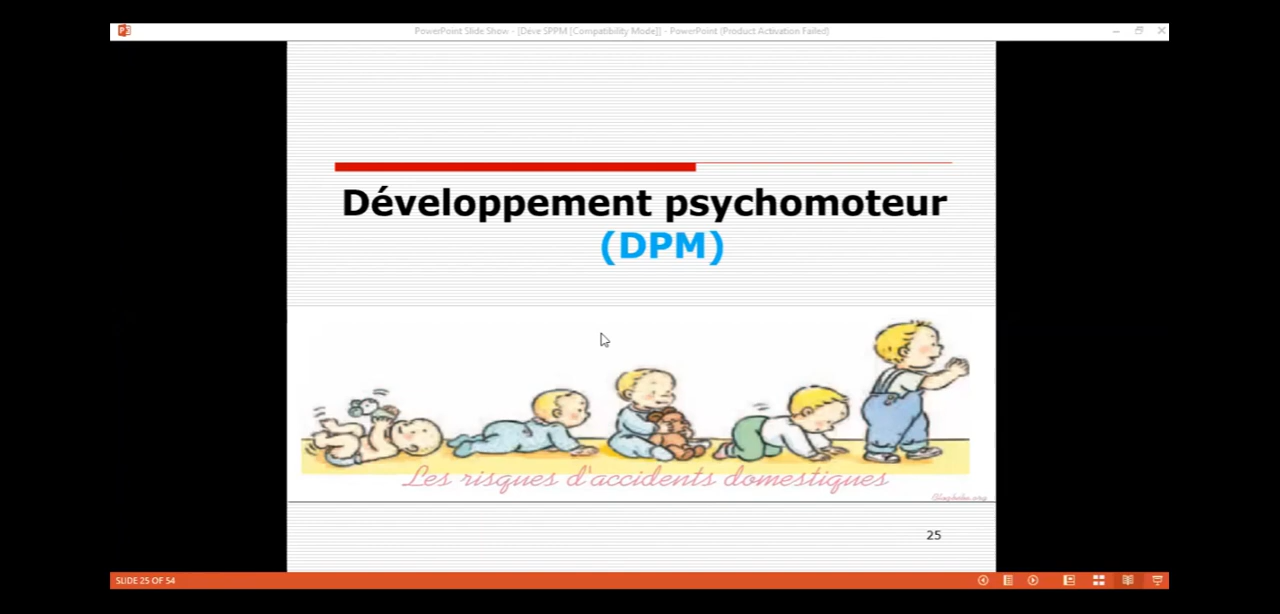 PowerPoint Slide Show - [Deve SPPM [Compatibility Mode]] - PowerPoint (Product Activation Failed)
Développement psychomoteur
(DPM)
Les risques d'accidents domestiques
25
SLIDE 25 OF 54